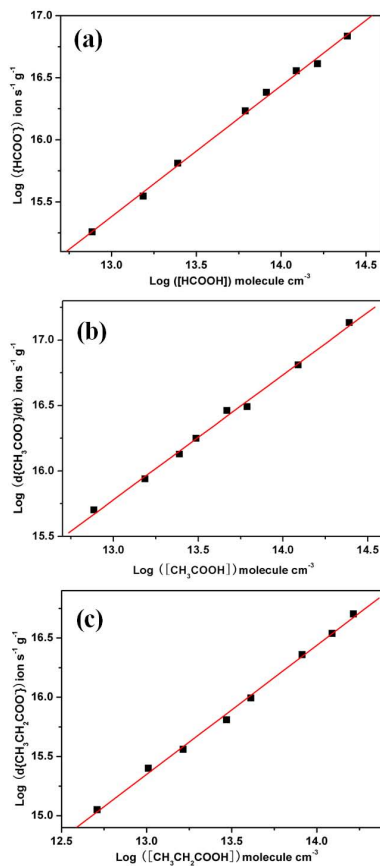 (a)
Log ({HCOO⁻}) ion s⁻¹ g⁻¹
17.0
16.5
16.0
15.5
13.0 13.5 14.0 14.5
Log ([HCOOH]) molecule cm⁻³
(b)
Log (d{CH₃COO⁻}/dt) ion s⁻¹ g⁻¹
17.0
16.5
16.0
15.5
13.0 13.5 14.0 14.5
Log ([CH₃COOH]) molecule cm⁻³
(c)
Log (d{CH₃CH₂COO⁻}) ion s⁻¹ g⁻¹
16.5
16.0
15.5
15.0
12.5 13.0 13.5 14.0
Log ([CH₃CH₂COOH]) molecule cm⁻³